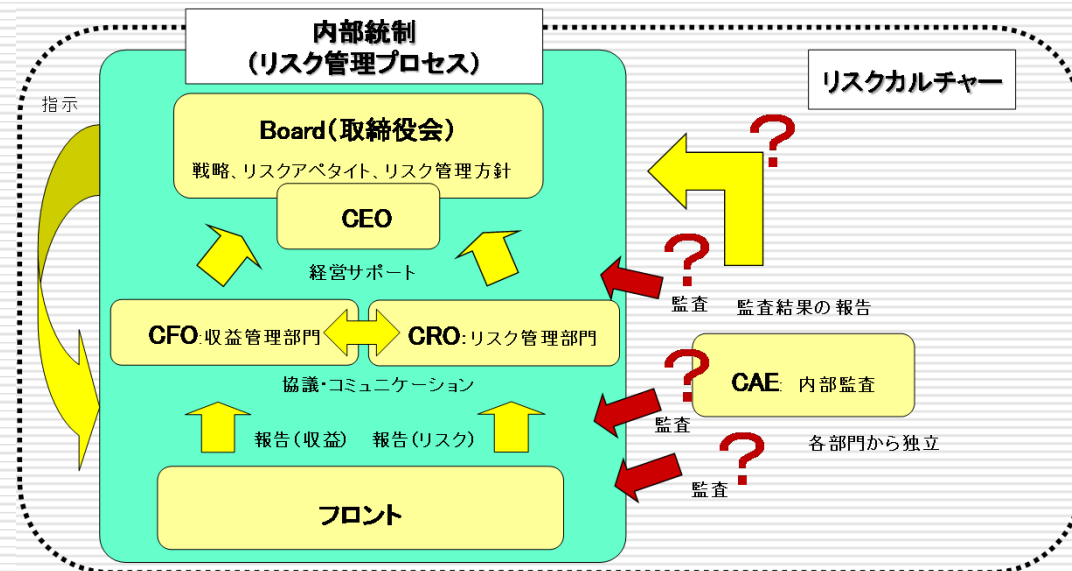 内部統制
(リスク管理プロセス)
リスクカルチャー
指示
Board(取締役会)
戦略、リスクアペタイト、リスク管理方針
CEO
経営サポート
CFO:収益管理部門
CRO:リスク管理部門
協議・コミュニケーション
報告(収益)
報告(リスク)
フロント
?
?
監査
監査結果の報告
CAE: 内部監査
?
監査
各部門から独立
?
監査